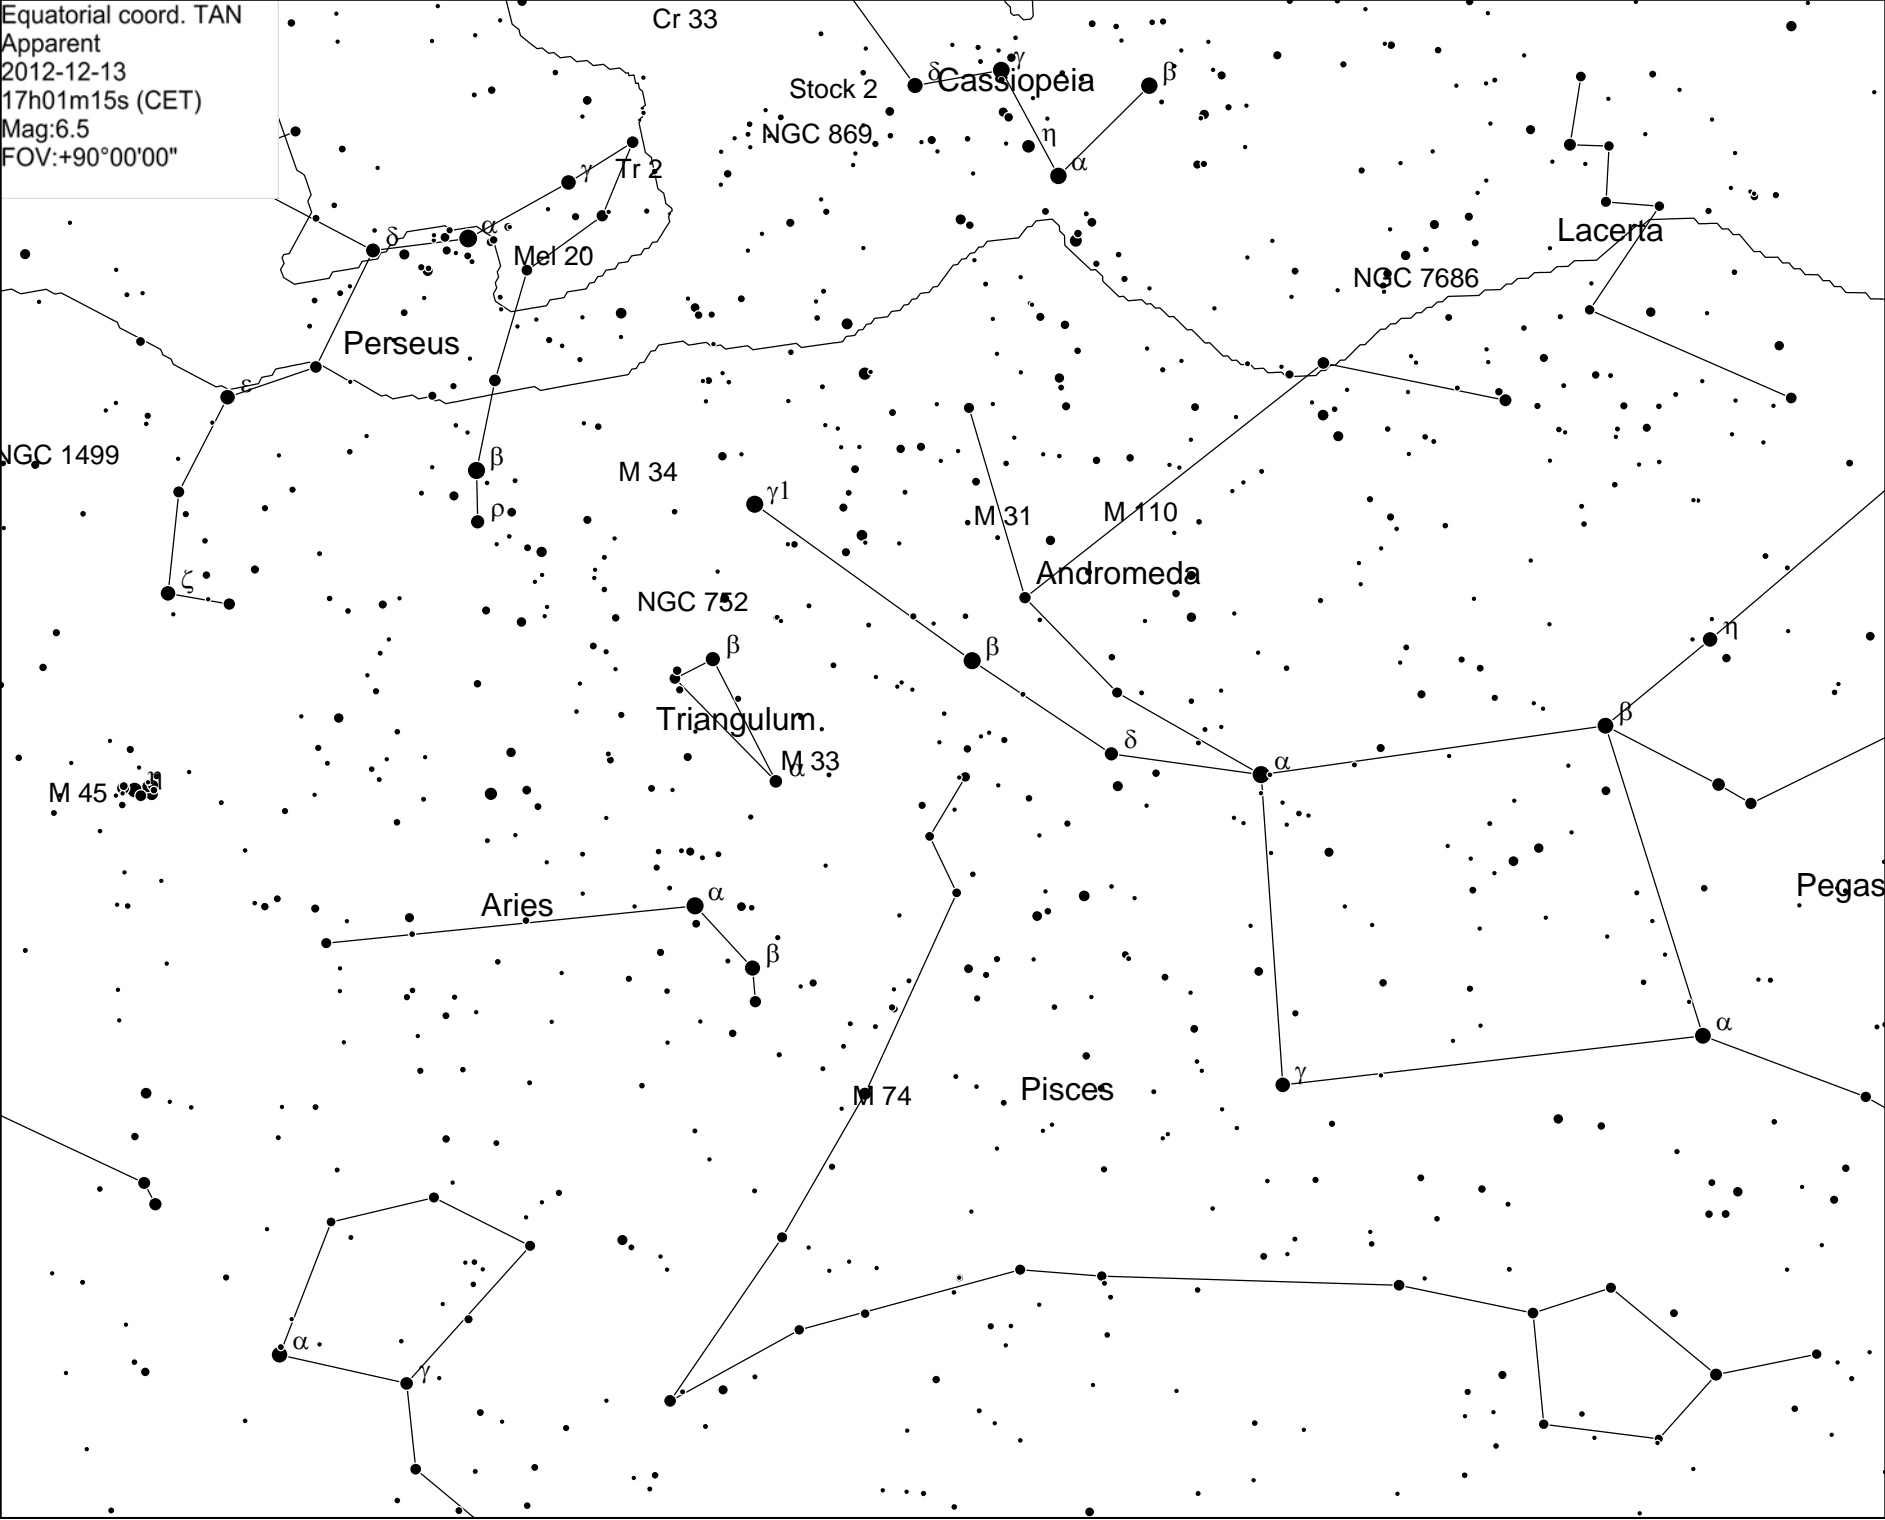 Equatorial coord. TAN
Apparent
2012-12-13
17h01m15s (CET)
Mag:6.5
FOV:+90°00'00"
Cr 33
Stock 2
δ
γ
Cassiopeia
β
NGC 869
η
α
γ
Tr 2
δ
α
Mel 20
Lacerta
NGC 7686
Perseus
ε
NGC 1499
β
M 34
γ1
ρ
M 31
M 110
Andromeda
ζ
NGC 752
β
β
η
Triangulum
β
δ
M 33
α
α
η
M 45
Pegas
Aries
α
β
α
γ
M 74
Pisces
α
γ